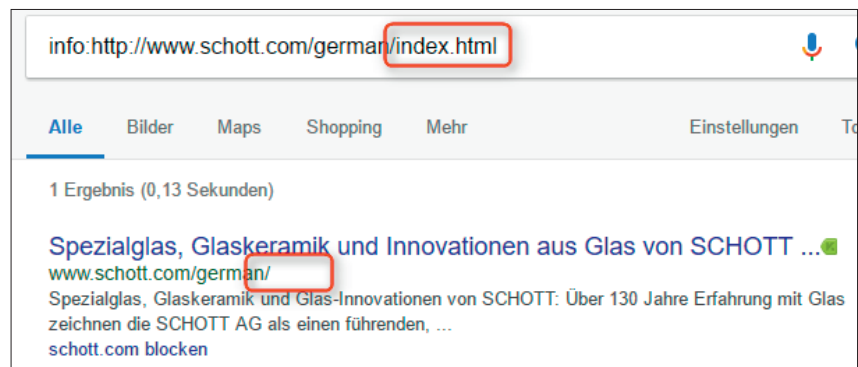 info:http://www.schott.com/german/index.html
Alle Bilder Maps Shopping Mehr Einstellungen
1 Ergebnis (0,13 Sekunden)
Spezialglas, Glaskeramik und Innovationen aus Glas von SCHOTT ...
www.schott.com/german/
Spezialglas, Glaskeramik und Glas-Innovationen von SCHOTT: Über 130 Jahre Erfahrung mit Glas
zeichnen die SCHOTT AG als einen führenden, ...
schott.com blocken